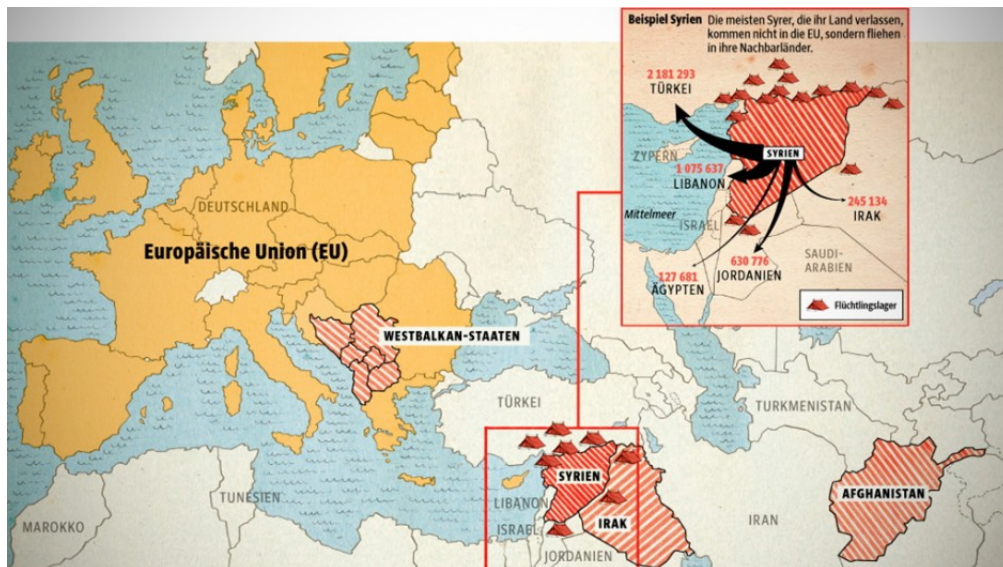 Beispiel Syrien Die meisten Syrer, die ihr Land verlassen,
kommen nicht in die EU, sondern fliehen
in ihre Nachbarländer.
2 181 293
TÜRKEI
ZYPERN
SYRIEN
1 075 637
LIBANON
245 134
IRAK
Mittelmeer
ISRAEL
630 776
JORDANIEN
SAUDI-
ARABIEN
127 681
ÄGYPTEN
Flüchtlingslager
DEUTSCHLAND
Europäische Union (EU)
WESTBALKAN-STAATEN
TÜRKEI
TURKMENISTAN
SYRIEN
AFGHANISTAN
LIBANON
TUNESIEN
MAROKKO
ISRAEL
IRAK
IRAN
JORDANIEN